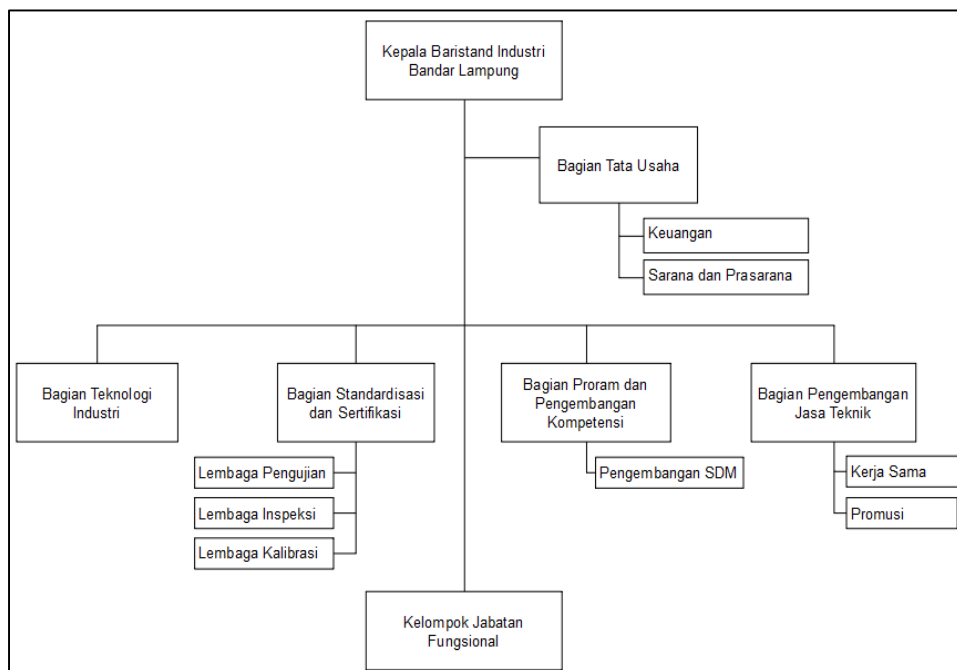 Kepala Baristand Industri
Bandar Lampung
Bagian Tata Usaha
Keuangan
Sarana dan Prasarana
Bagian Teknologi
Industri
Bagian Standardisasi
dan Sertifikasi
Lembaga Pengujian
Lembaga Inspeksi
Lembaga Kalibrasi
Bagian Proram dan
Pengembangan
Kompetensi
Pengembangan SDM
Bagian Pengembangan
Jasa Teknik
Kerja Sama
Promusi
Kelompok Jabatan
Fungsional